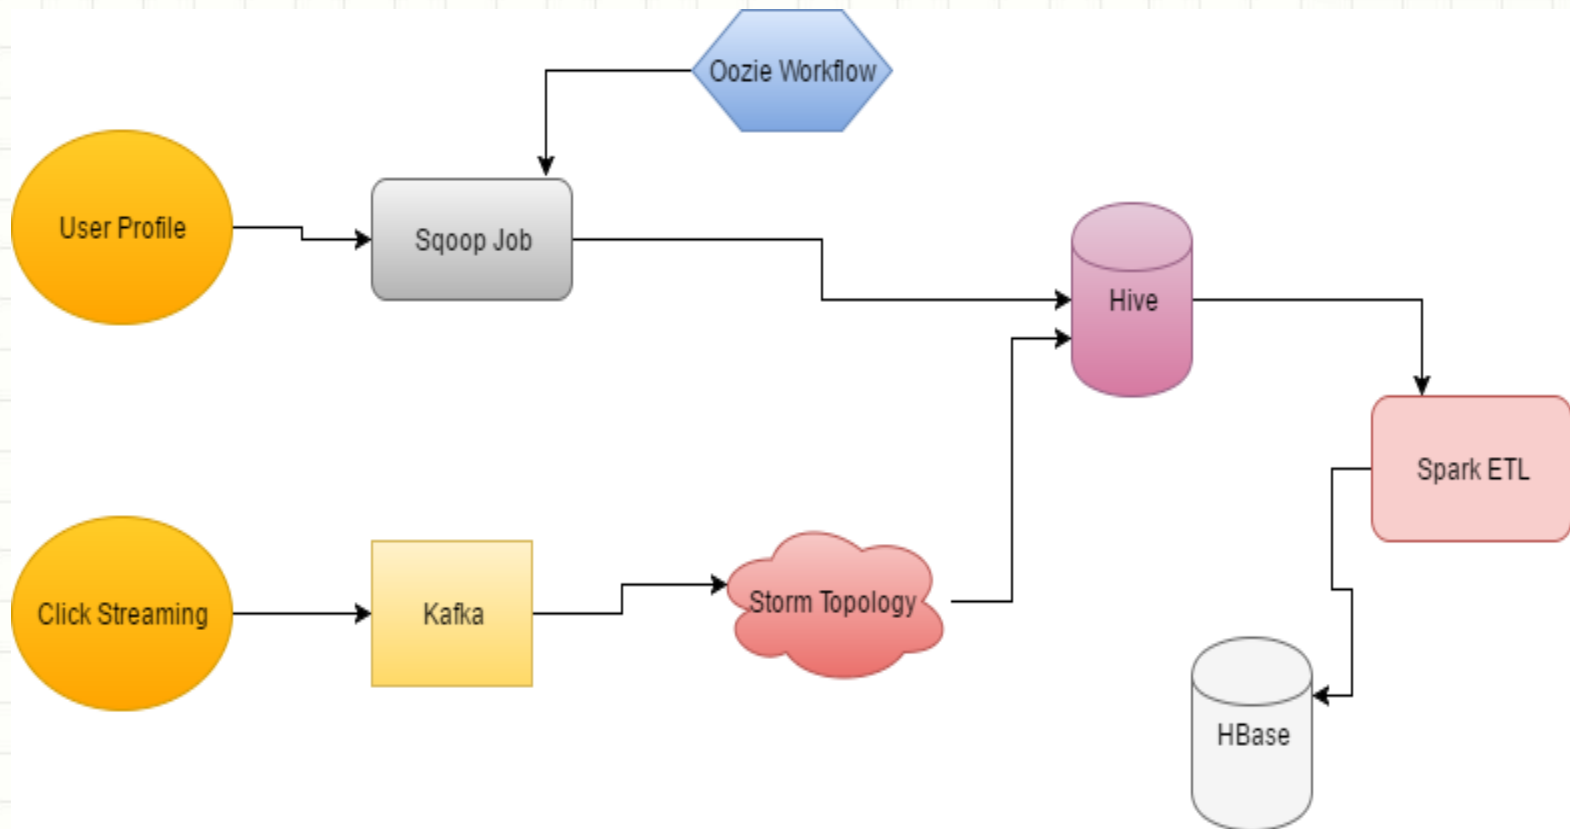 Oozie Workflow
User Profile
Sqoop Job
Hive
Spark ETL
Click Streaming
Kafka
Storm Topology
HBase